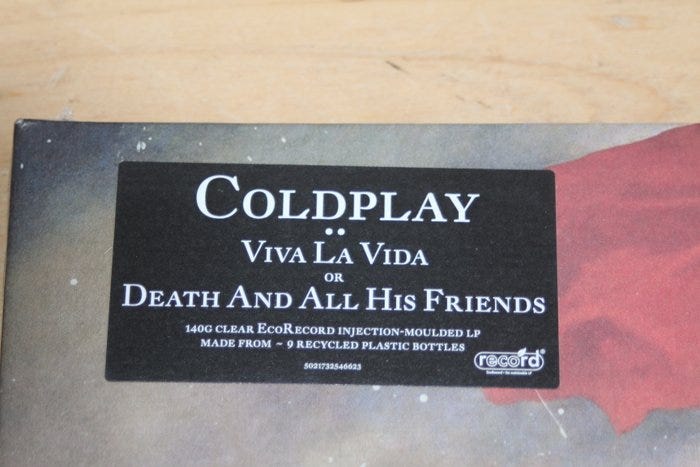 COLDPLAY
VIVA LA VIDA
OR
DEATH AND ALL HIS FRIENDS
140G CLEAR ECORECORD INJECTION-MOULDED LP
MADE FROM ~ 9 RECYCLED PLASTIC BOTTLES
5021732546623
record®